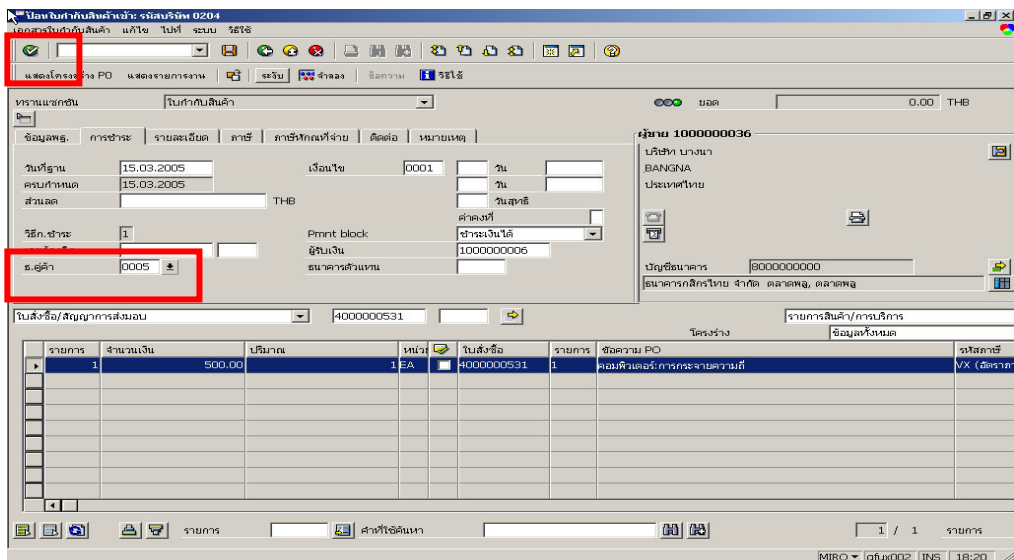 ป้อนใบกำกับสินค้าเข้า: รหัสบริษัท 0204
เอกสารใบกำกับสินค้า แก้ไข ไปที่ ระบบ วิธีใช้
แสดงโครงสร้าง PO แสดงรายการงาน ระงับ จำลอง ข้อความ วิธีใช้
ทรานแซกชัน ใบกำกับสินค้า ยอด 0.00 THB
ข้อมูลพฐ. การชำระ รายละเอียด ภาษี ภาษีหักณที่จ่าย ติดต่อ หมายเหตุ
ผู้ขาย 1000000036
บริษัท บางนา
BANGNA
ประเทศไทย
วันที่ฐาน 15.03.2005 เงื่อนไข 0001 วัน
ครบกำหนด 15.03.2005 วัน
ส่วนลด THB วันสุทธิ
ค่าคงที่
วิธีก.ชำระ 1 Pmnt block ชำระเงินได้
ผู้รับเงิน 1000000006
ธ.คู่ค้า 0005 ธนาคารตัวแทน
บัญชีธนาคาร 8000000000
ธนาคารกสิกรไทย จำกัด ตลาดพลู, ตลาดพลู
ใบสั่งซื้อ/สัญญาการส่งมอบ 4000000531 รายการสินค้า/การบริการ
โครงร่าง ข้อมูลทั้งหมด
รายการ จำนวนเงิน ปริมาณ หน่วย ใบสั่งซื้อ รายการ ข้อความ PO รหัสภาษี
1 500.00 1 EA 4000000531 1 คอมพิวเตอร์:การกระจายความถี่ VX (อัตราภา
รายการ คำที่ใช้ค้นหา 1 / 1 รายการ
MIRO qfux002 INS 18:20